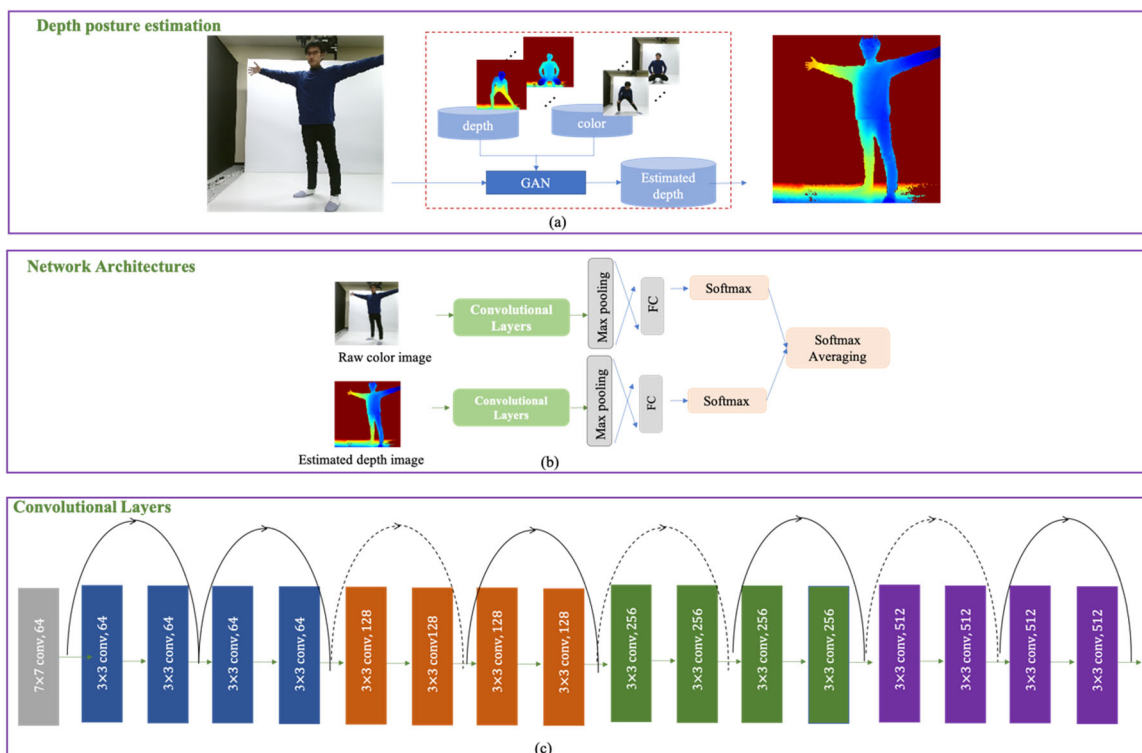 Depth posture estimation
depth
color
GAN
Estimated
depth
(a)
Network Architectures
Raw color image
Convolutional
Layers
Max pooling
FC
Softmax
Softmax
Averaging
Estimated depth image
Convolutional
Layers
Max pooling
FC
Softmax
(b)
Convolutional Layers
7×7 conv, 64
3×3 conv, 64
3×3 conv, 64
3×3 conv, 64
3×3 conv, 64
3×3 conv, 128
3×3 conv128
3×3 conv, 128
3×3 conv, 128
3×3 conv, 256
3×3 conv, 256
3×3 conv, 256
3×3 conv, 256
3×3 conv, 512
3×3 conv, 512
3×3 conv, 512
3×3 conv, 512
(c)